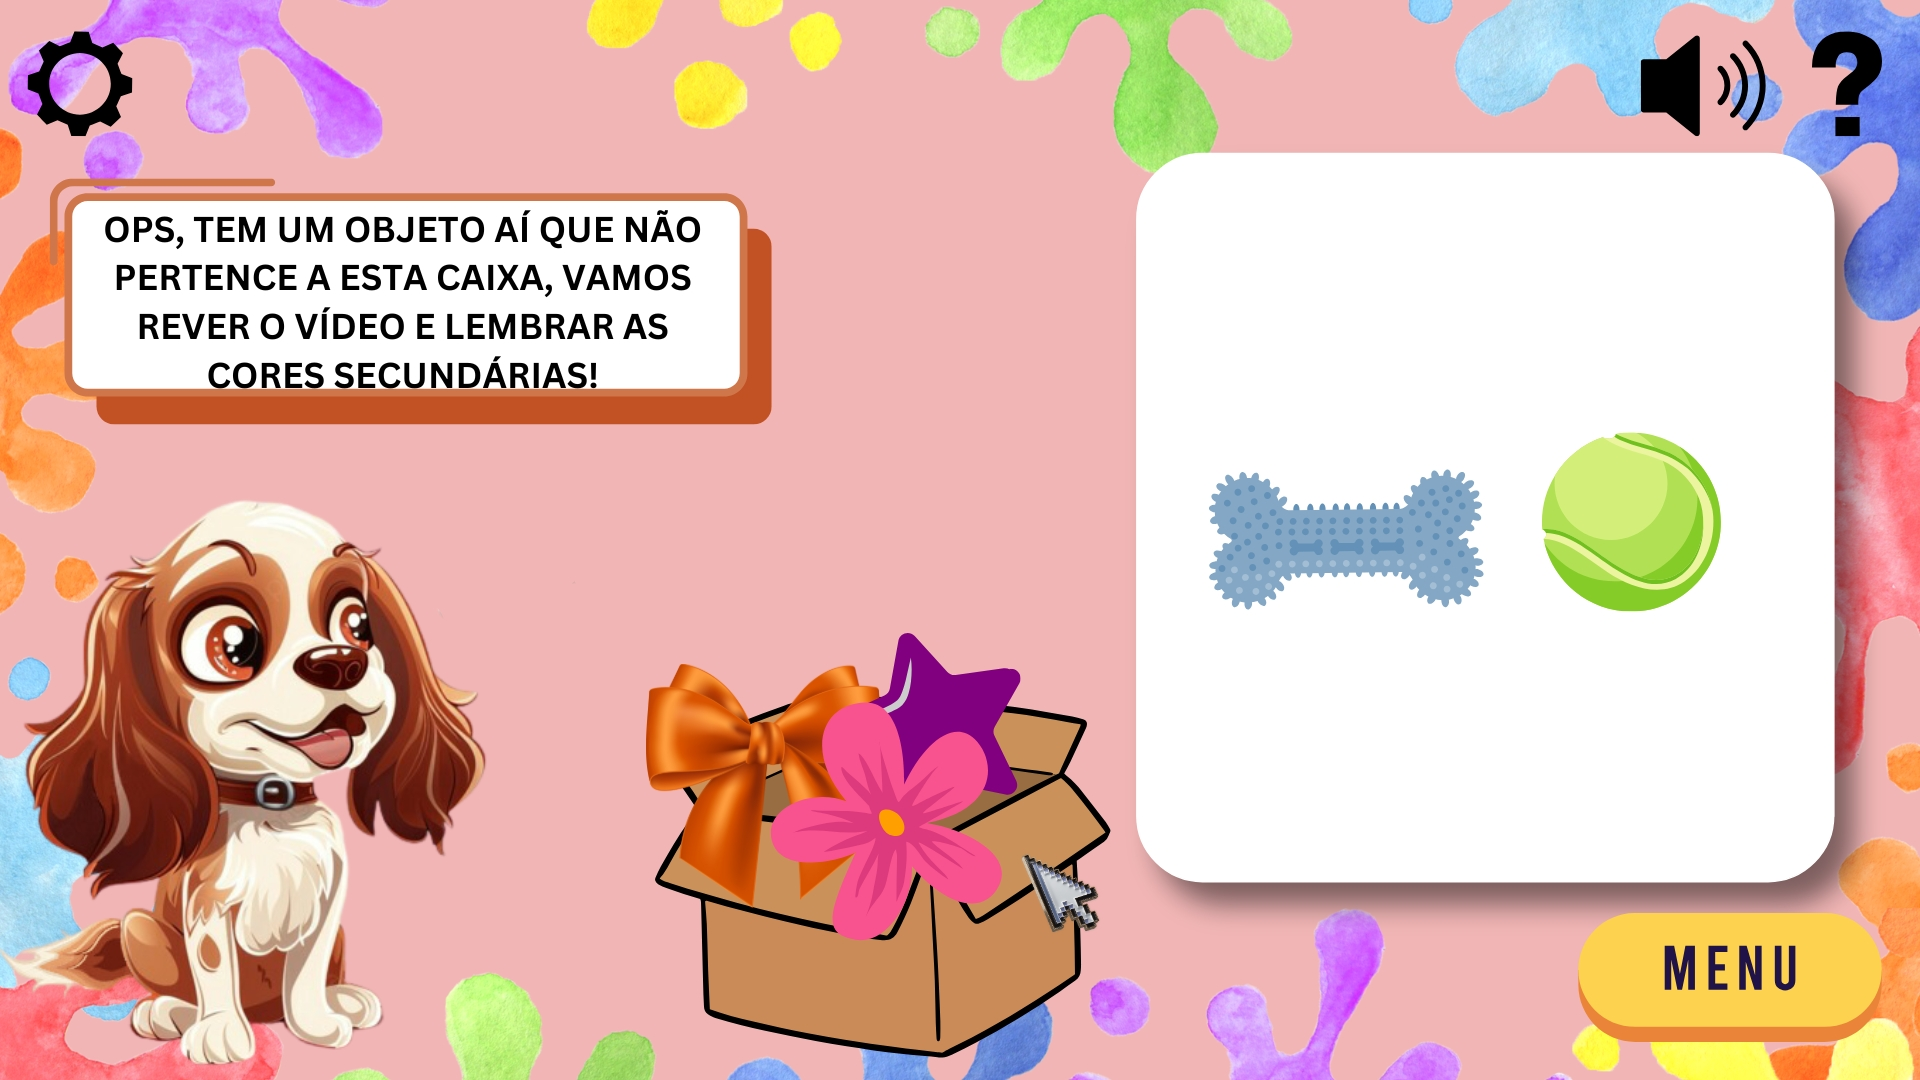 ?
OPS, TEM UM OBJETO AÍ QUE NÃO
PERTENCE A ESTA CAIXA, VAMOS
REVER O VÍDEO E LEMBRAR AS
CORES SECUNDÁRIAS!
MENU